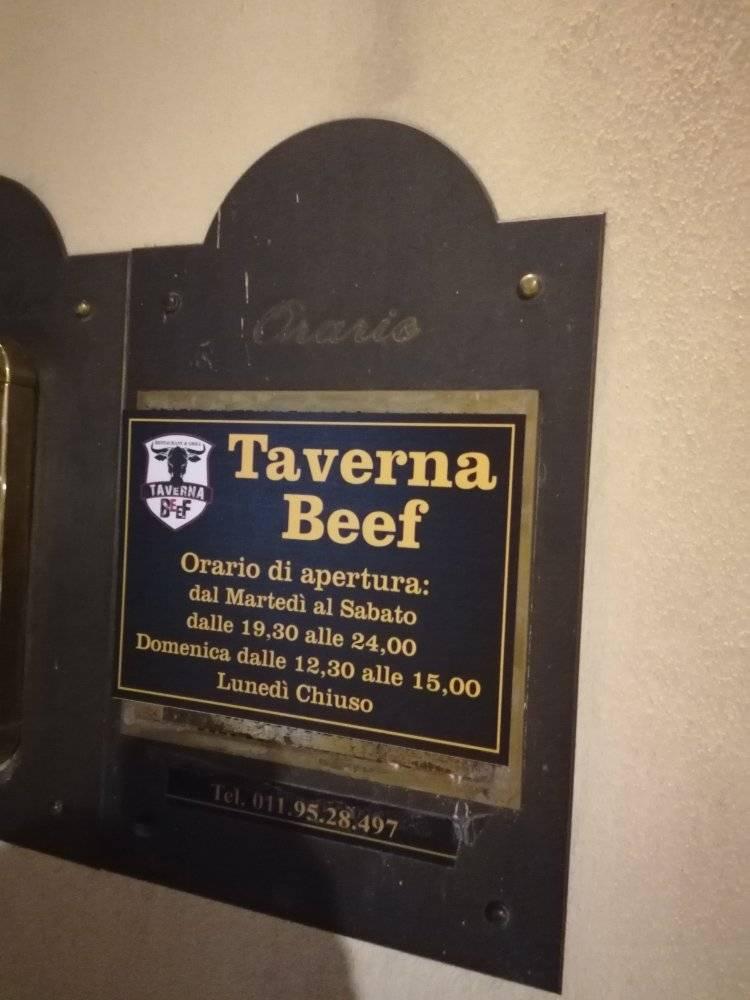 Orario
RESTAURANT & GRILL
TAVERNA
BEEF
Taverna
Beef
Orario di apertura:
dal Martedì al Sabato
dalle 19,30 alle 24,00
Domenica dalle 12,30 alle 15,00
Lunedì Chiuso
Tel. 011.95.28.497